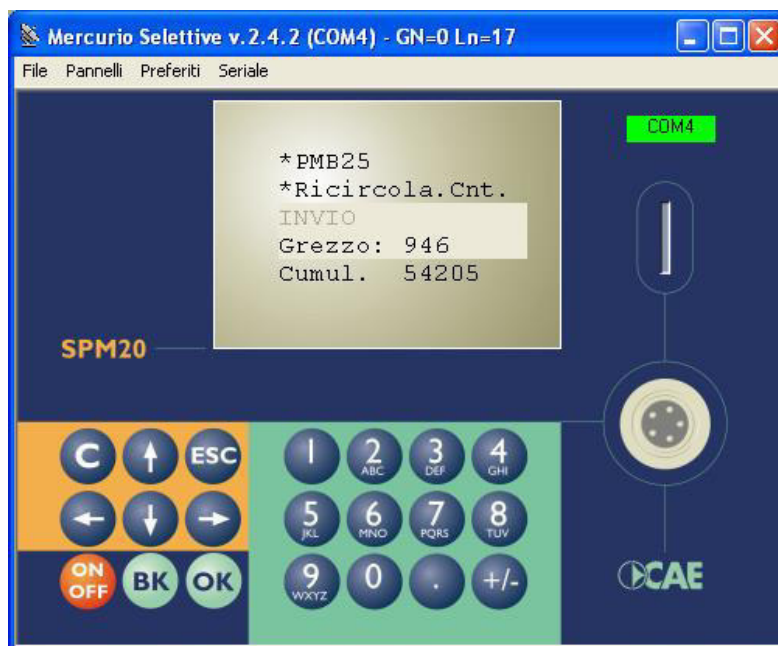 Mercurio Selettive v.2.4.2 (COM4) - GN=0 Ln=17
File Pannelli Preferiti Seriale
COM4
*PMB25
*Ricircola.Cnt.
INVIO
Grezzo: 946
Cumul. 54205
SPM20
C ESC
1 2 3 4
ABC DEF GHI
5 6 7 8
JKL MNO PQRS TUV
ON BK OK
OFF
9 0 . +/-
WXYZ
CAE